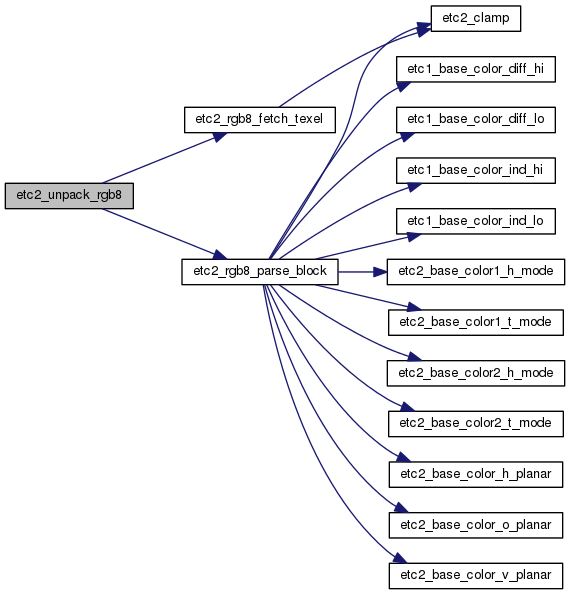 etc2_clamp
etc1_base_color_diff_hi
etc2_rgb8_fetch_texel
etc1_base_color_diff_lo
etc1_base_color_ind_hi
etc2_unpack_rgb8
etc1_base_color_ind_lo
etc2_rgb8_parse_block
etc2_base_color1_h_mode
etc2_base_color1_t_mode
etc2_base_color2_h_mode
etc2_base_color2_t_mode
etc2_base_color_h_planar
etc2_base_color_o_planar
etc2_base_color_v_planar